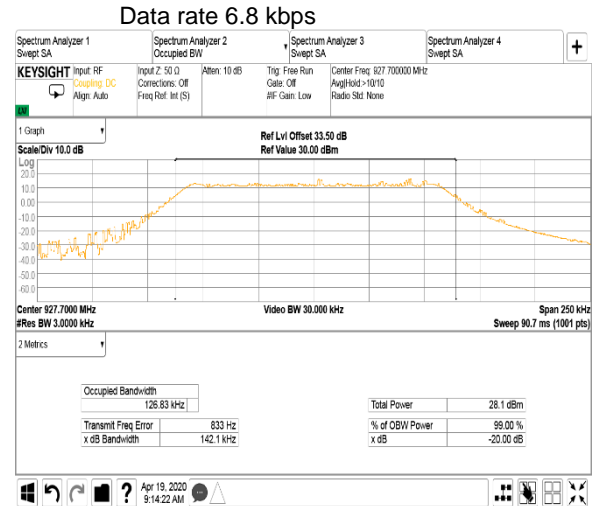 Data rate 6.8 kbps
Spectrum Analyzer 1
Swept SA
Spectrum Analyzer 2
Occupied BW
Spectrum Analyzer 3
Swept SA
Spectrum Analyzer 4
Swept SA
+
KEYSIGHT
Input: RF
Coupling: DC
Align: Auto
Input Z: 50 Ω
Corrections: Off
Freq Ref: Int (S)
Atten: 10 dB
Trig: Free Run
Gate: Off
#IF Gain: Low
Center Freq: 927.700000 MHz
Avg|Hold:>10/10
Radio Std: None
1 Graph
Scale/Div 10.0 dB
Ref Lvl Offset 33.50 dB
Ref Value 30.00 dBm
Log
20.0
10.0
0.00
-10.0
-20.0
-30.0
-40.0
-50.0
-60.0
Center 927.7000 MHz
#Res BW 3.0000 kHz
Video BW 30.000 kHz
Span 250 kHz
Sweep 90.7 ms (1001 pts)
2 Metrics
Occupied Bandwidth
126.83 kHz
Transmit Freq Error 833 Hz
x dB Bandwidth 142.1 kHz
Total Power 28.1 dBm
% of OBW Power 99.00 %
x dB -20.00 dB
?
Apr 19, 2020
9:14:22 AM